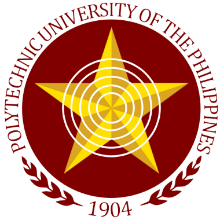 POLYTECHNIC UNIVERSITY OF THE PHILIPPINES
1904